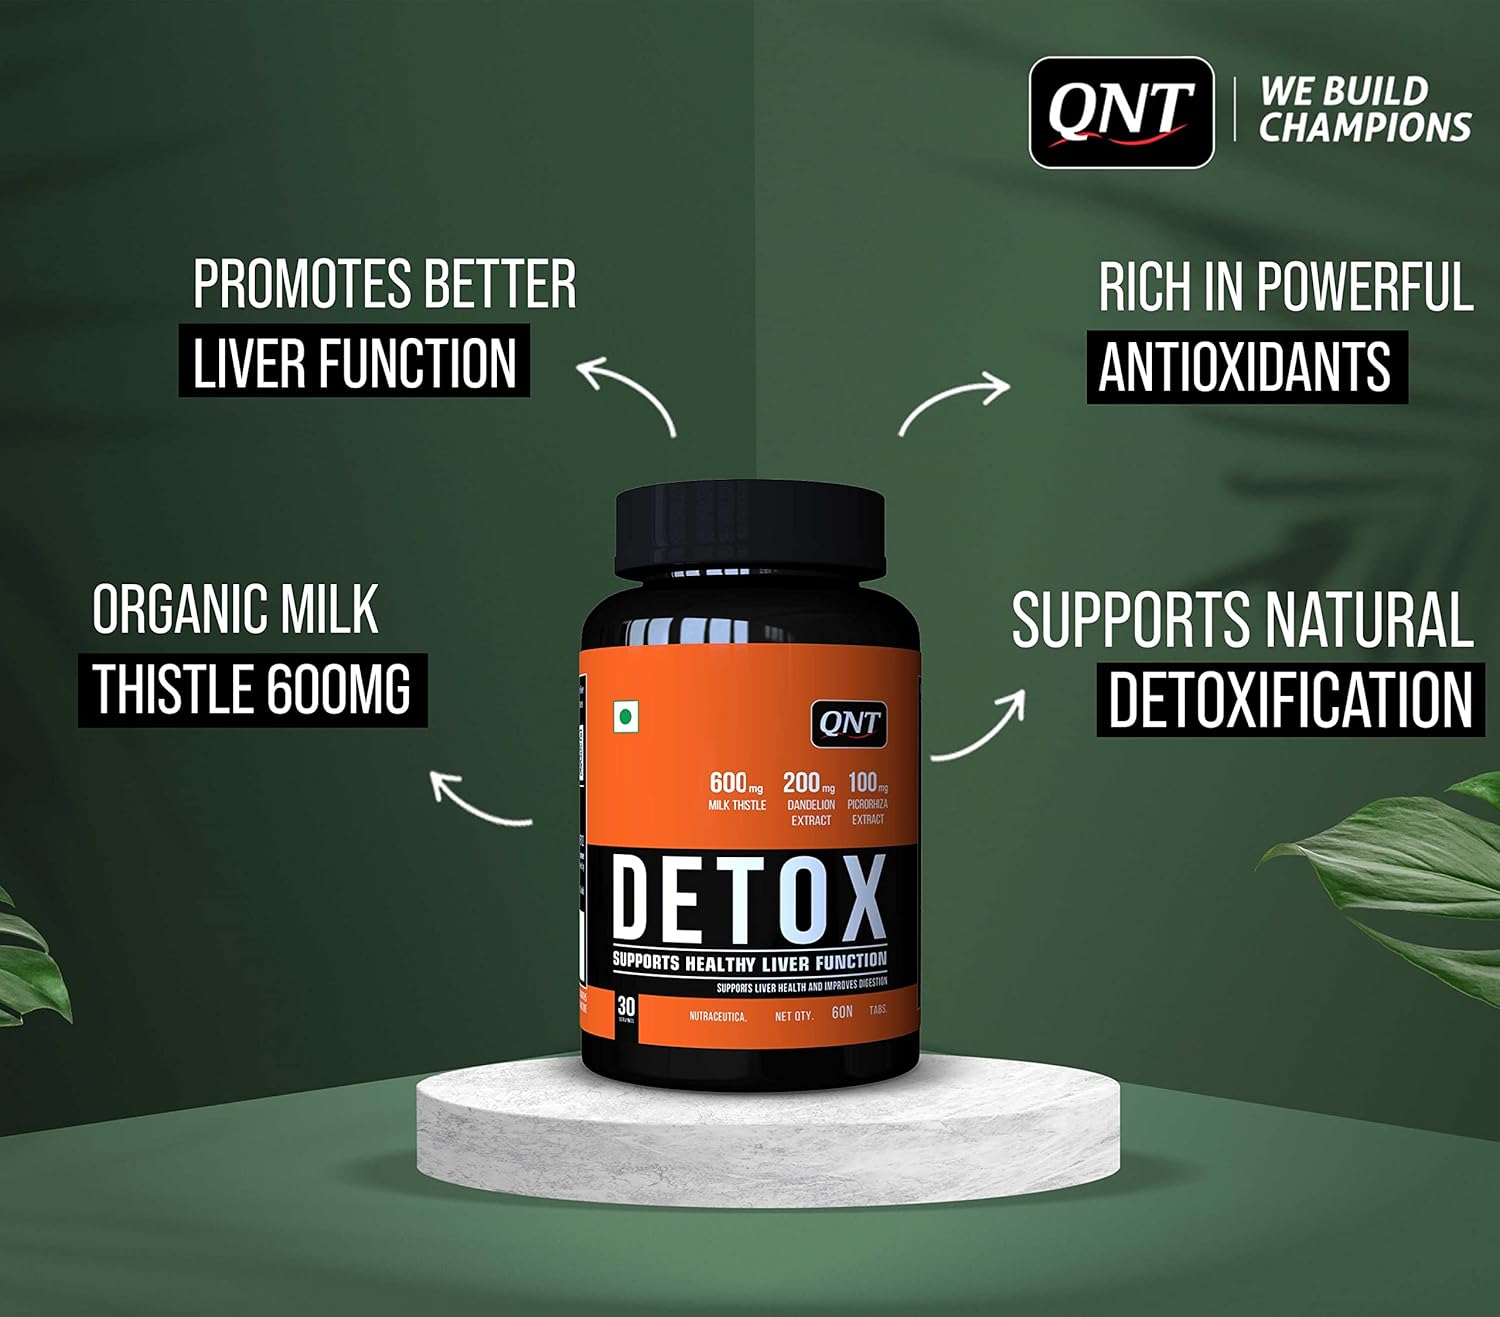 QNT
WE BUILD
CHAMPIONS
PROMOTES BETTER
LIVER FUNCTION
RICH IN POWERFUL
ANTIOXIDANTS
ORGANIC MILK
THISTLE 600MG
SUPPORTS NATURAL
DETOXIFICATION
QNT
600mg 200mg 100mg
MILK THISTLE DANDELION PICRORHIZA
EXTRACT EXTRACT
DETOX
SUPPORTS HEALTHY LIVER FUNCTION
SUPPORTS LIVER HEALTH AND IMPROVES DIGESTION
30
SERVINGS
NUTRACEUTICA. NET QTY. 60N TABS.